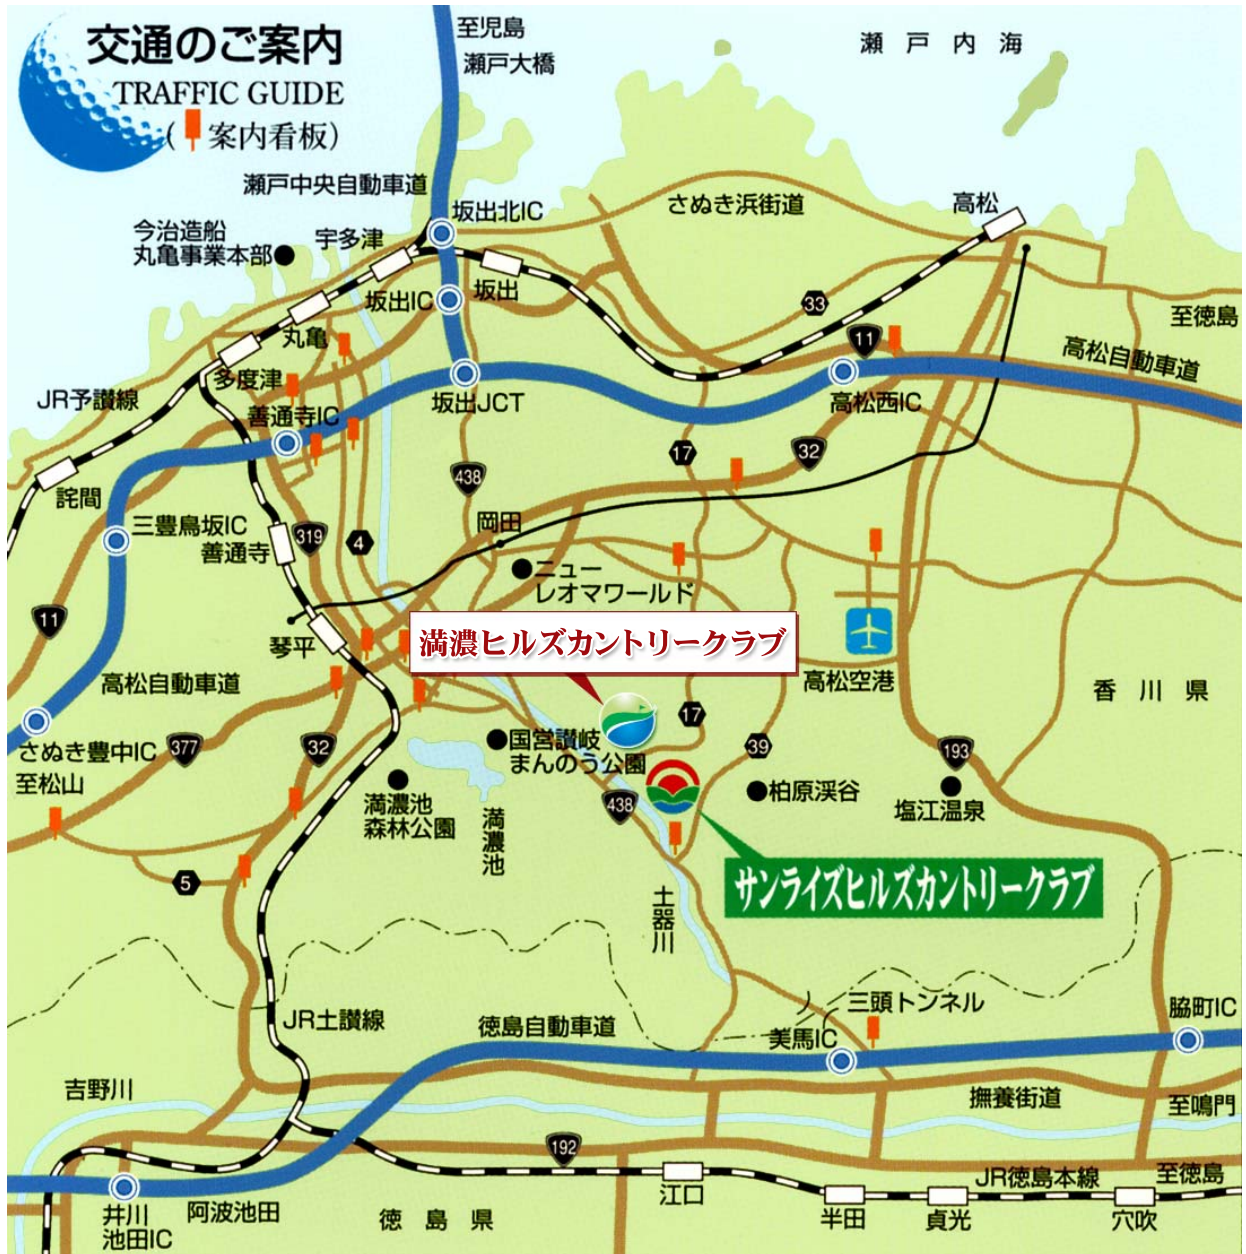 交通のご案内
TRAFFIC GUIDE
(案内看板)
至児島
瀬戸大橋
瀬戸内海
瀬戸中央自動車道
坂出北IC
さぬき浜街道
高松
今治造船
丸亀事業本部
宇多津
坂出IC
坂出
33
至徳島
丸亀
11
高松自動車道
多度津
JR予讃線
善通寺IC
坂出JCT
高松西IC
17
32
438
詫間
三豊鳥坂IC
善通寺
319
4
岡田
ニュー
レオマワールド
11
琴平
満濃ヒルズカントリークラブ
高松空港
高松自動車道
香川県
さぬき豊中IC
至松山
377
32
国営讃岐
まんのう公園
17
39
193
満濃池
森林公園
満濃池
438
柏原渓谷
塩江温泉
5
サンライズヒルズカントリークラブ
土器川
JR土讃線
徳島自動車道
三頭トンネル
美馬IC
脇町IC
吉野川
撫養街道
至鳴門
192
江口
JR徳島本線
至徳島
井川
池田IC
阿波池田
徳島県
半田
貞光
穴吹